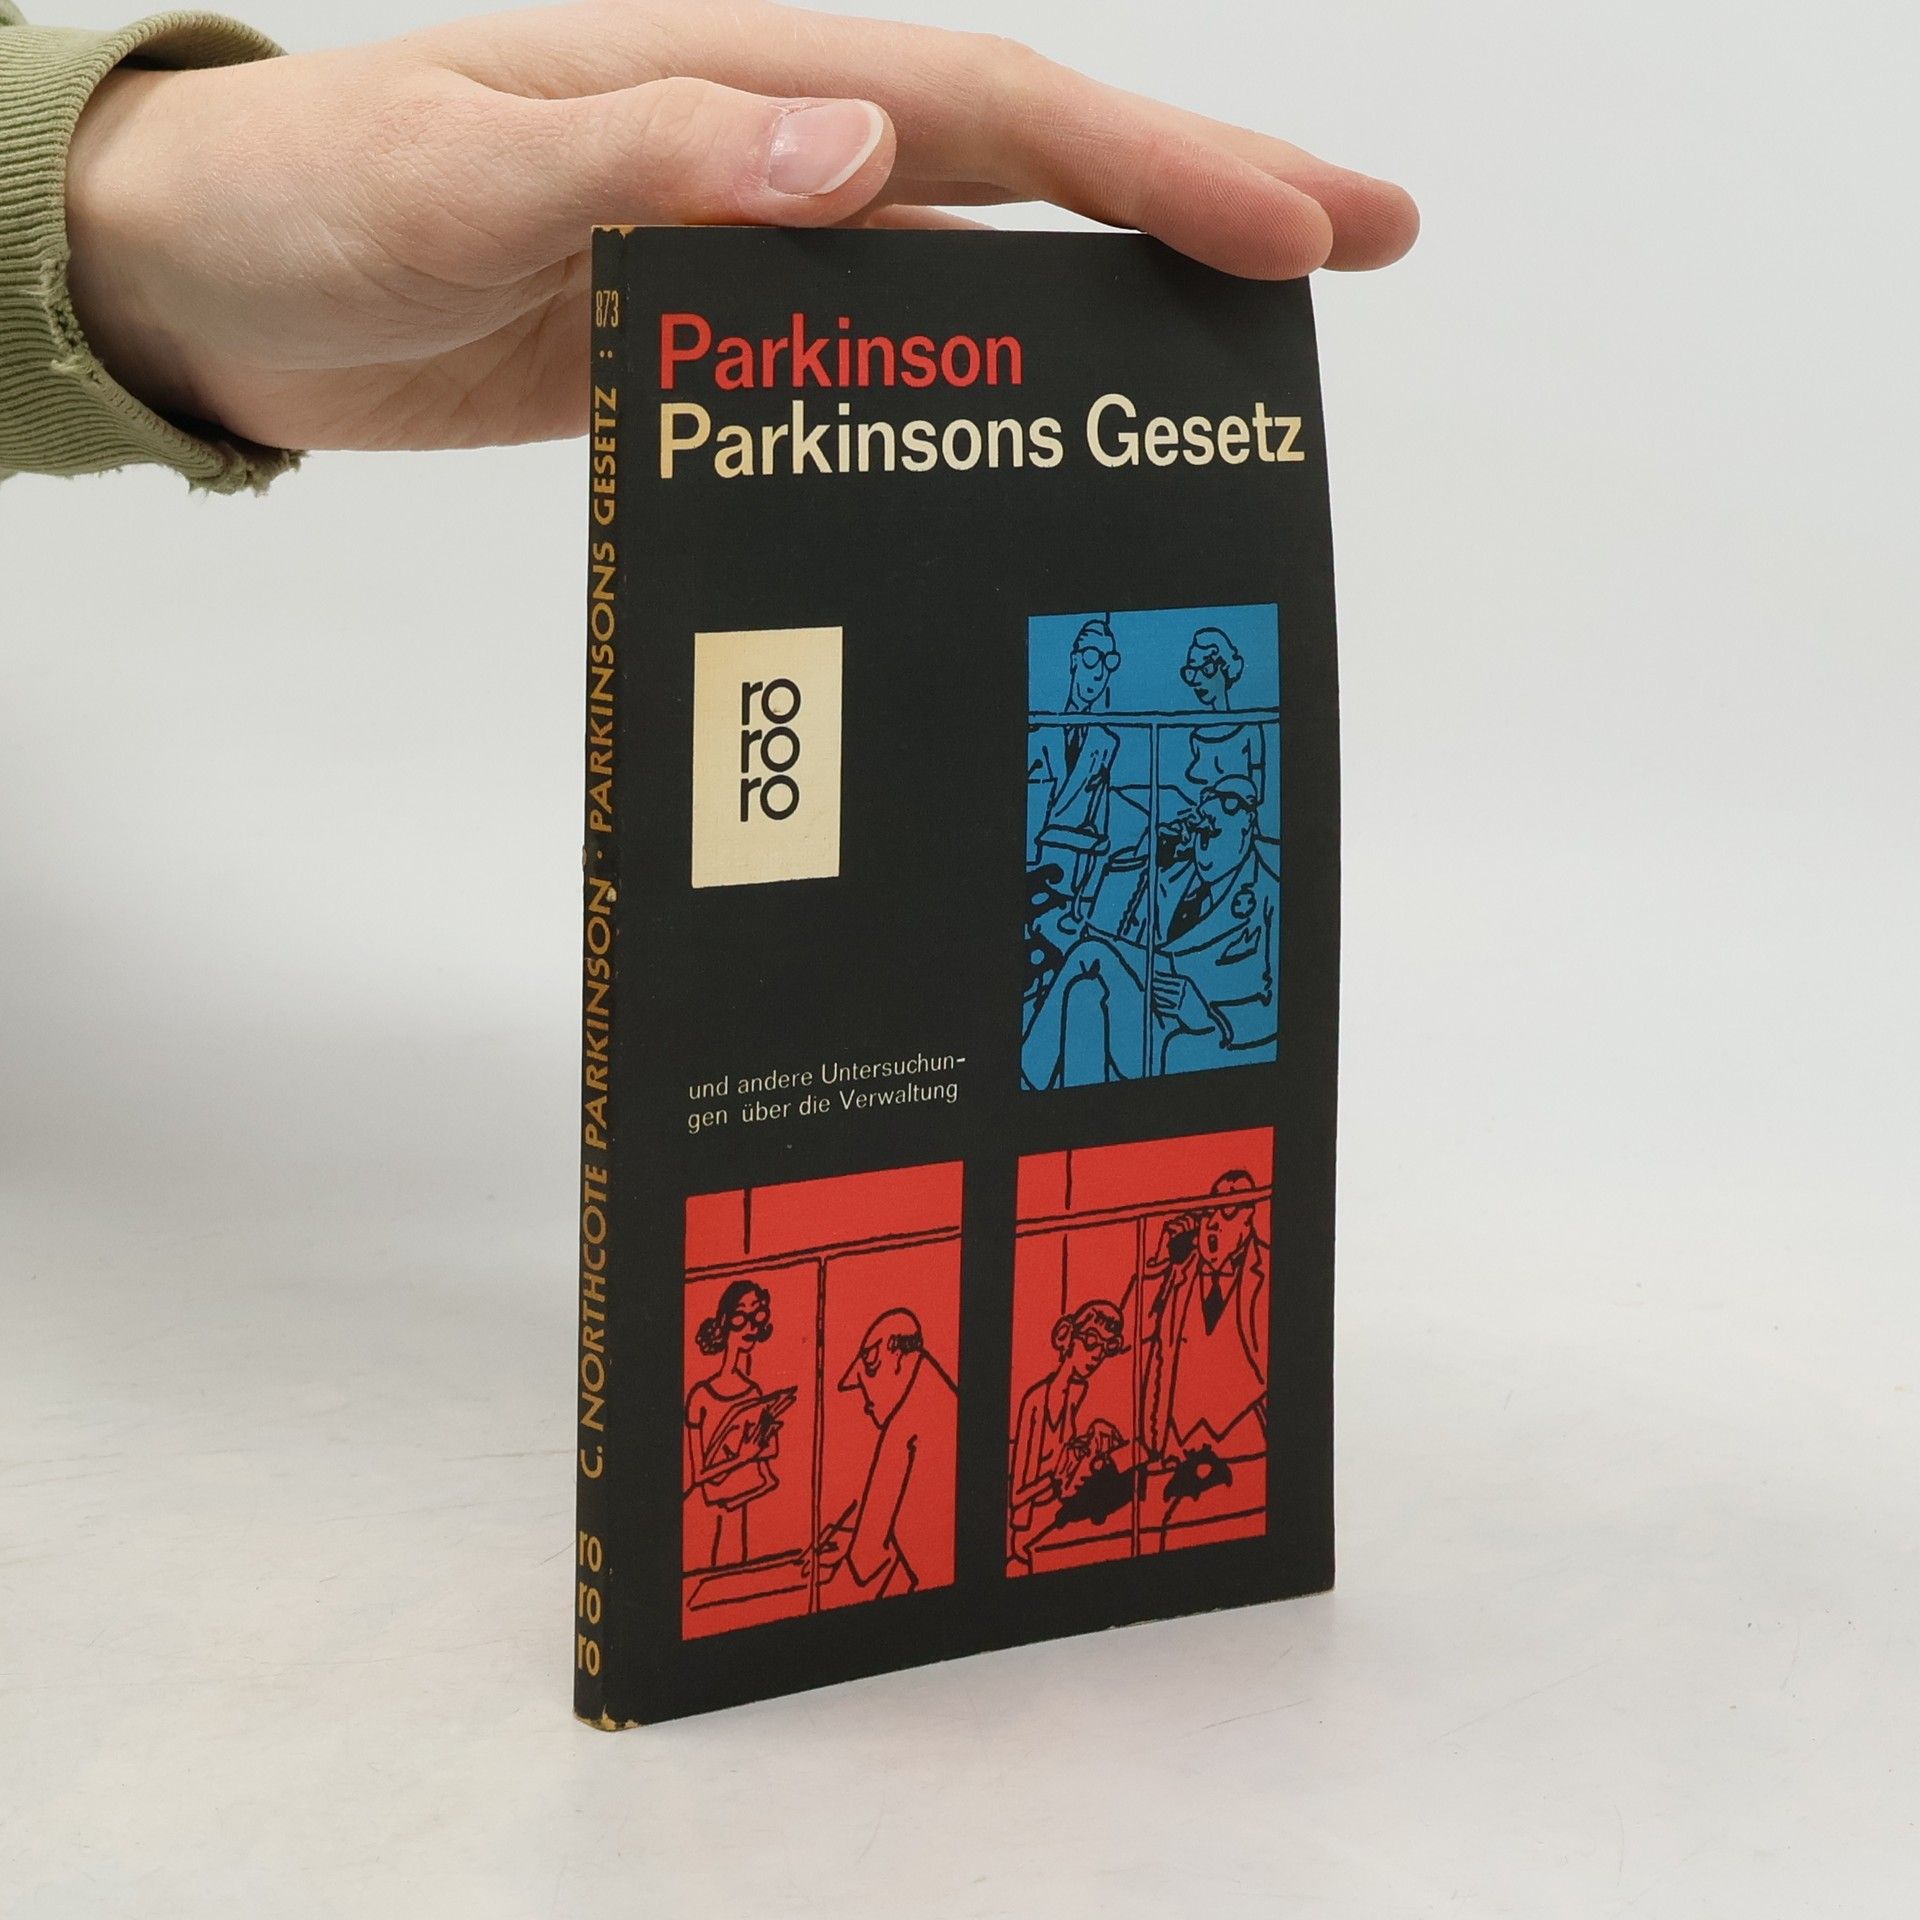 Parkinson
Parkinsons Gesetz
ro
ro
ro
und andere Untersuchun-
gen über die Verwaltung
ro
ro
ro
C. NORTHCOTE PARKINSON · PARKINSONS GESETZ : 873